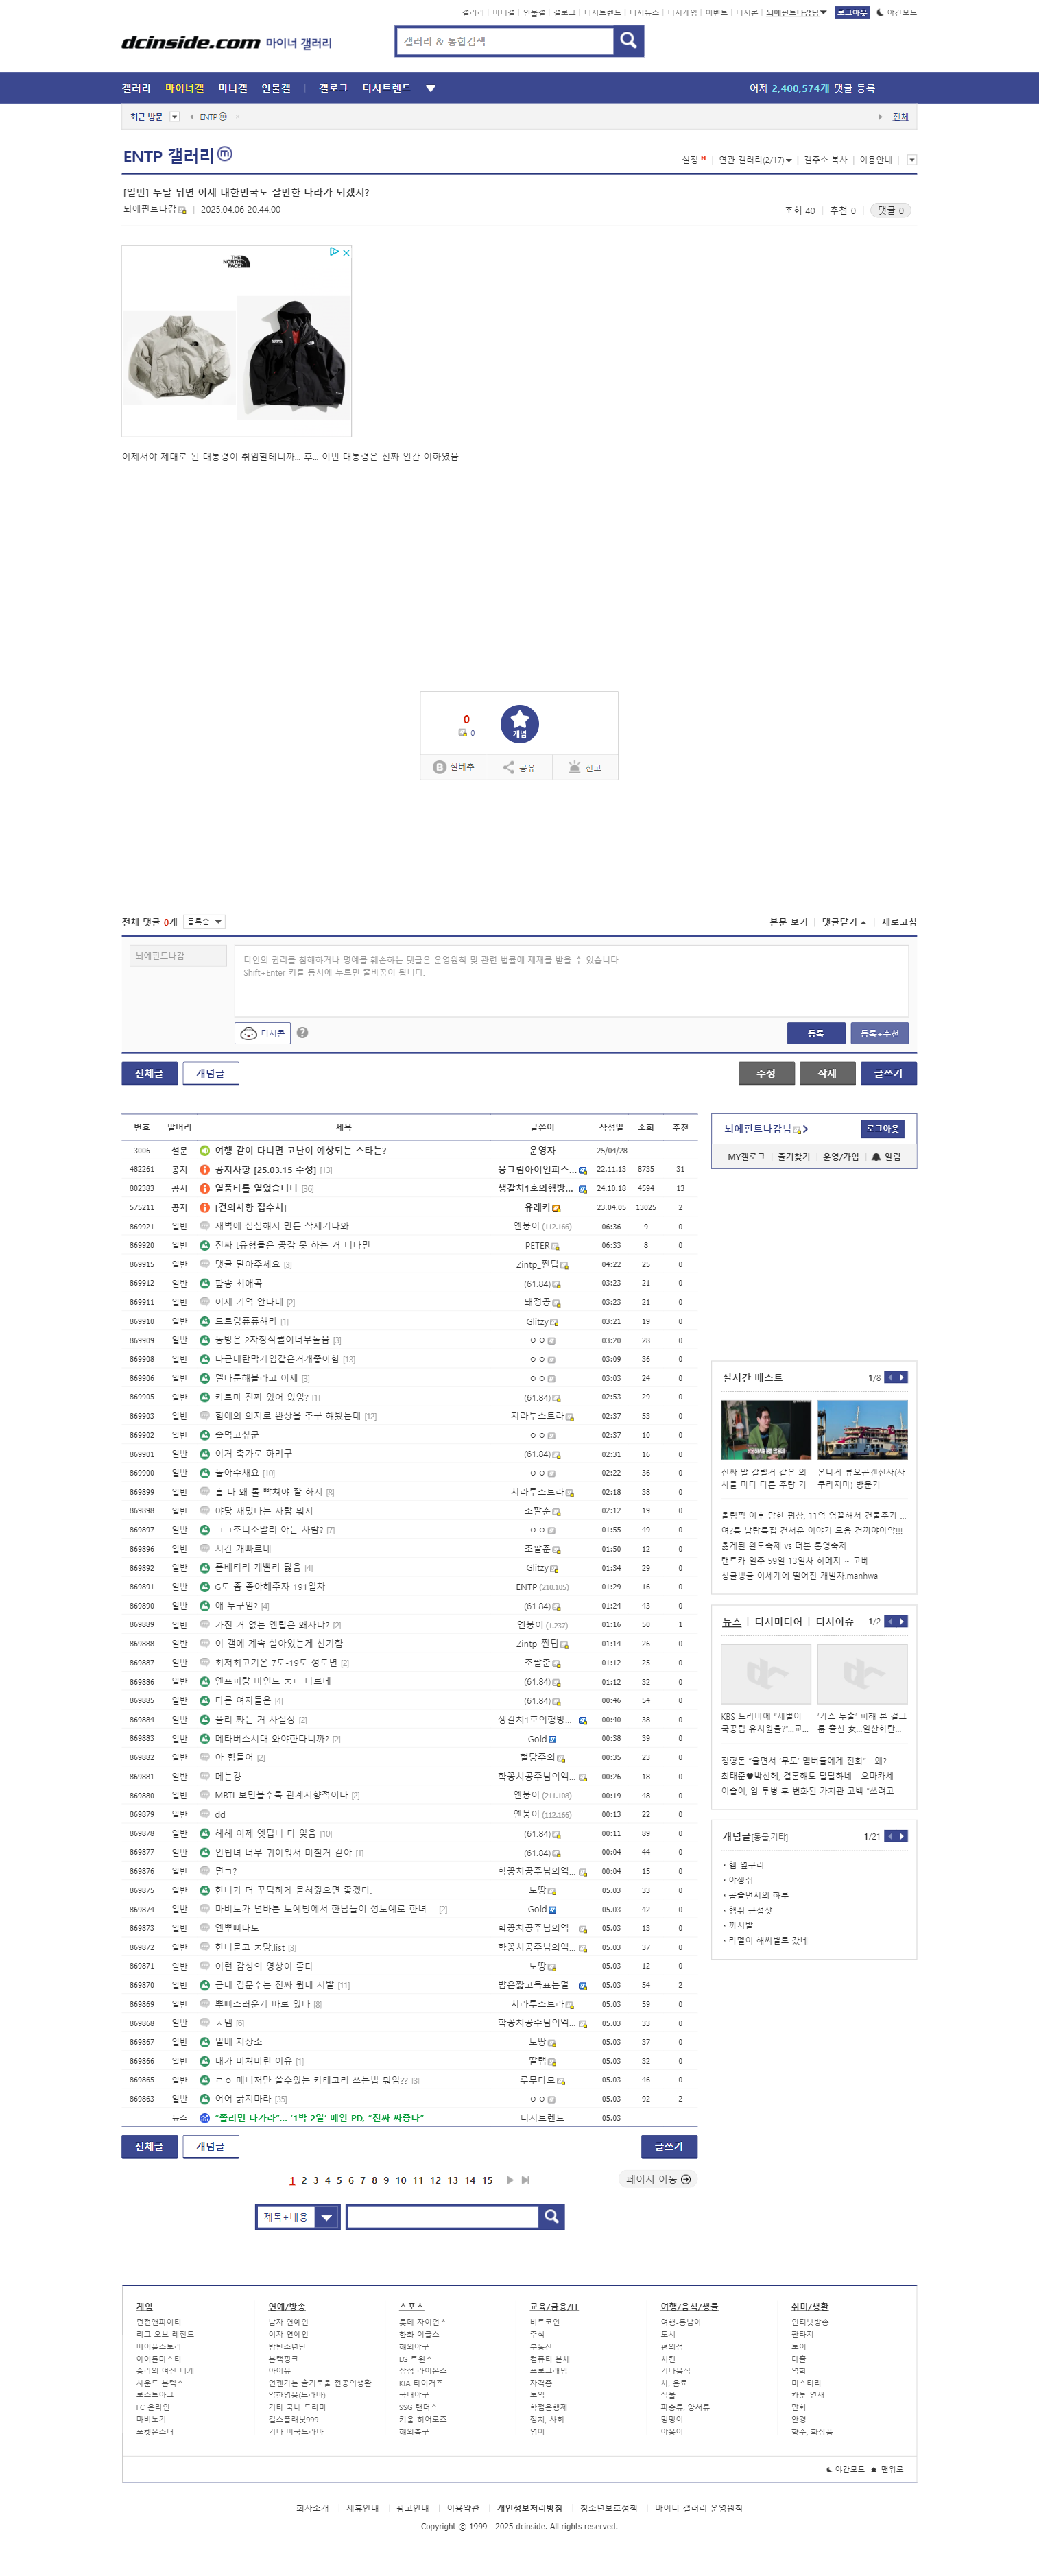 갤러리 | 미니갤 | 인물갤 | 갤로그 | 디시트렌드 | 디시뉴스 | 디시게임 | 이벤트 | 디시콘 | 뇌에핀트나감님 로그아웃 야간모드
dcinside.com 마이너 갤러리
갤러리 & 통합검색
갤러리 마이너갤 미니갤 인물갤 | 갤로그 디시트렌드
어제 2,400,574개 댓글 등록
최근 방문 ENTP ⓜ × 전체
ENTP 갤러리 ⓜ
설정 | 연관 갤러리(2/17) | 갤주소 복사 | 이용안내
[일반] 두달 뒤면 이제 대한민국도 살만한 나라가 되겠지?
뇌에핀트나감 | 2025.04.06 20:44:00
조회 40 | 추천 0 | 댓글 0
THE NORTH FACE
이제서야 제대로 된 대통령이 취임할테니까... 후... 이번 대통령은 진짜 인간 이하였음
0
0
개념
실베추 공유 신고
전체 댓글 0개 등록순
본문 보기 | 댓글닫기 | 새로고침
뇌에핀트나감
타인의 권리를 침해하거나 명예를 훼손하는 댓글은 운영원칙 및 관련 법률에 제재를 받을 수 있습니다.
Shift+Enter 키를 동시에 누르면 줄바꿈이 됩니다.
디시콘 ? 등록 등록+추천
전체글 개념글 수정 삭제 글쓰기
번호 말머리 제목 글쓴이 작성일 조회 추천
3006 설문 여행 같이 다니면 고난이 예상되는 스타는? 운영자 25/04/28 - -
482261 공지 공지사항 [25.03.15 수정] [13] 옹그림아이언피스... 22.11.13 8735 31
802383 공지 열품타를 열었습니다 [36] 생갈치1호의행방... 24.10.18 4594 13
575211 공지 [건의사항 접수처] 유레카 23.04.05 13025 2
869921 일반 새벽에 심심해서 만든 삭제기다와 엔붕이 (112.166) 06:36 9 0
869920 일반 진짜 t유형들은 공감 못 하는 거 티나면 PETER 06:33 8 0
869915 일반 댓글 달아주세요 [3] Zintp_찐팁 04:22 25 0
869912 일반 팝송 최애곡 (61.84) 03:23 21 0
869911 일반 이제 기억 안나네 [2] 돼정공 03:23 21 0
869910 일반 드르렁퓨퓨해라 [1] Glitzy 03:21 19 0
869909 일반 동방은 2차창작퀄이너무높음 [3] ㅇㅇ 03:20 28 0
869908 일반 나근데탄막게임같은거개좋아함 [13] ㅇㅇ 03:09 36 0
869906 일반 델타룬해볼라고 이제 [3] ㅇㅇ 03:03 24 0
869905 일반 카르마 진짜 있어 없엉? [1] (61.84) 02:53 29 0
869903 일반 힘에의 의지로 완장을 추구 해봤는데 [12] 자라투스트라 02:37 53 0
869902 일반 술먹고싶군 ㅇㅇ 02:37 10 0
869901 일반 이거 축가로 하려구 (61.84) 02:31 16 0
869900 일반 놀아주새요 [10] ㅇㅇ 02:22 36 0
869899 일반 흠 나 왜 롤 빡쳐야 잘 하지 [8] 자라투스트라 02:18 38 0
869898 일반 야당 재밌다는 사람 뭐지 조팔춘 02:12 19 0
869897 일반 ㅋㅋ조니소말리 아는 사람? [7] ㅇㅇ 01:55 49 0
869896 일반 시간 개빠르네 조팔춘 01:50 12 0
869892 일반 폰배터리 개빨리 닳음 [4] Glitzy 01:34 29 0
869891 일반 G도 좀 좋아해주자 191일차 ENTP (210.105) 01:29 16 0
869890 일반 애 누구임? [4] (61.84) 01:24 43 0
869889 일반 가진 거 없는 엔팁은 왜사냐? [2] 엔붕이 (1.237) 01:16 50 1
869888 일반 이 갤에 계속 살아있는게 신기함 Zintp_찐팁 01:14 26 0
869887 일반 최저최고기온 7도-19도 정도면 [2] 조팔춘 01:12 25 0
869886 일반 엔프피랑 마인드 ㅈㄴ 다르네 (61.84) 01:12 32 0
869885 일반 다른 여자들은 [4] (61.84) 00:46 54 0
869884 일반 플리 짜는 거 사실상 [2] 생갈치1호의행방... 00:40 38 0
869883 일반 메타버스시대 와야한다니까? [2] Gold 00:38 39 0
869882 일반 아 힘들어 [2] 혈당주의 00:35 23 0
869881 일반 메는걍 학꽁치공주님의역... 00:26 18 0
869880 일반 MBTI 보면볼수록 관계지향적이다 [2] 엔붕이 (211.108) 00:19 48 0
869879 일반 dd 엔붕이 (112.166) 00:13 22 0
869878 일반 헤헤 이제 엣팁녀 다 잊음 [10] (61.84) 00:11 89 0
869877 일반 인팁녀 너무 귀여워서 미칠거 같아 [1] (61.84) 00:04 44 0
869876 일반 던ㄱ? 학꽁치공주님의역... 00:04 15 0
869875 일반 한녀가 더 꾸덕하게 묻혀줬으면 좋겠다. 노땅 05.03 33 0
869874 일반 마비노가 던바튼 노예팅에서 한남들이 성노예로 한녀... [2] Gold 05.03 42 0
869873 일반 엔뿌삐나도 학꽁치공주님의역... 05.03 13 0
869872 일반 한녀묻고 ㅈ망.list [3] 학꽁치공주님의역... 05.03 37 0
869871 일반 이런 감성의 영상이 좋다 노땅 05.03 12 0
869870 일반 근데 김문수는 진짜 뭔데 시발 [11] 밤은짧고목표는멀... 05.03 54 2
869869 일반 뿌삐스러운게 따로 있나 [8] 자라투스트라 05.03 59 0
869868 일반 ㅈ댐 [6] 학꽁치공주님의역... 05.03 33 0
869867 일반 일베 저장소 노땅 05.03 37 0
869866 일반 내가 미쳐버린 이유 [1] 딸램 05.03 32 0
869865 일반 ㄹㅇ 매니저만 쓸수있는 카테고리 쓰는법 뭐임?? [3] 루무다모 05.03 46 0
869863 일반 어어 긁지마라 [35] ㅇㅇ 05.03 92 2
뉴스 “쫄리면 나가라”... ‘1박 2일’ 메인 PD, “진짜 짜증나” ... 디시트렌드 05.03
전체글 개념글 글쓰기
1 2 3 4 5 6 7 8 9 10 11 12 13 14 15 페이지 이동
제목+내용
뇌에핀트나감님 로그아웃
MY갤로그 | 즐겨찾기 | 운영/가입 | 알림
실시간 베스트 1/8
진짜 말 갈릴거 같은 의사들 마다 다른 주량 기
온타케 류오곤겐신사(사쿠라지마) 방문기
올림픽 이후 망한 평창, 11억 영끌해서 건물주가 ...
여?름 납량특집 건서운 이야기 모음 건끼야아악!!!
홅게된 완도축제 vs 더본 통영축제
랜트카 일주 59일 13일차 히메지 ~ 고베
싱글벙글 이세계에 떨어진 개발자.manhwa
뉴스 | 디시미디어 | 디시이슈 1/2
KBS 드라마에 "재벌이 국공립 유치원을?"...교...
'가스 누출' 피해 본 걸그룹 출신 女...일산화탄...
정형돈 "울면서 '무도' 멤버들에게 전화"... 왜?
최태준♥박신혜, 결혼해도 달달하네... 오마카세 ...
이솔이, 암 투병 후 변화된 가치관 고백 "쓰려고 ...
개념글[동물,기타] 1/21
· 햄 옆구리
· 야생쥐
· 곱슬먼지의 하루
· 햄쥐 근접샷
· 까치발
· 라멜이 해씨별로 갔네
게임 연예/방송 스포츠 교육/금융/IT 여행/음식/생물 취미/생활
던전앤파이터 남자 연예인 롯데 자이언츠 비트코인 여행-동남아 인터넷방송
리그 오브 레전드 여자 연예인 한화 이글스 주식 도시 판타지
메이플스토리 방탄소년단 해외야구 부동산 편의점 토이
아이돌마스터 블랙핑크 LG 트윈스 컴퓨터 본체 치킨 대출
승리의 여신 니케 아이유 삼성 라이온즈 프로그래밍 기타음식 역학
사운드 볼텍스 언젠가는 슬기로울 전공의생활 KIA 타이거즈 자격증 차, 음료 미스터리
로스트아크 약한영웅(드라마) 국내야구 토익 식물 카툰-연재
FC 온라인 기타 국내 드라마 SSG 랜더스 학점은행제 파충류, 양서류 만화
마비노기 걸스플래닛999 키움 히어로즈 정치, 사회 멍멍이 안경
포켓몬스터 기타 미국드라마 해외축구 영어 야옹이 향수, 화장품
야간모드 맨위로
회사소개 | 제휴안내 | 광고안내 | 이용약관 | 개인정보처리방침 | 청소년보호정책 | 마이너 갤러리 운영원칙
Copyright ⓒ 1999 - 2025 dcinside. All rights reserved.